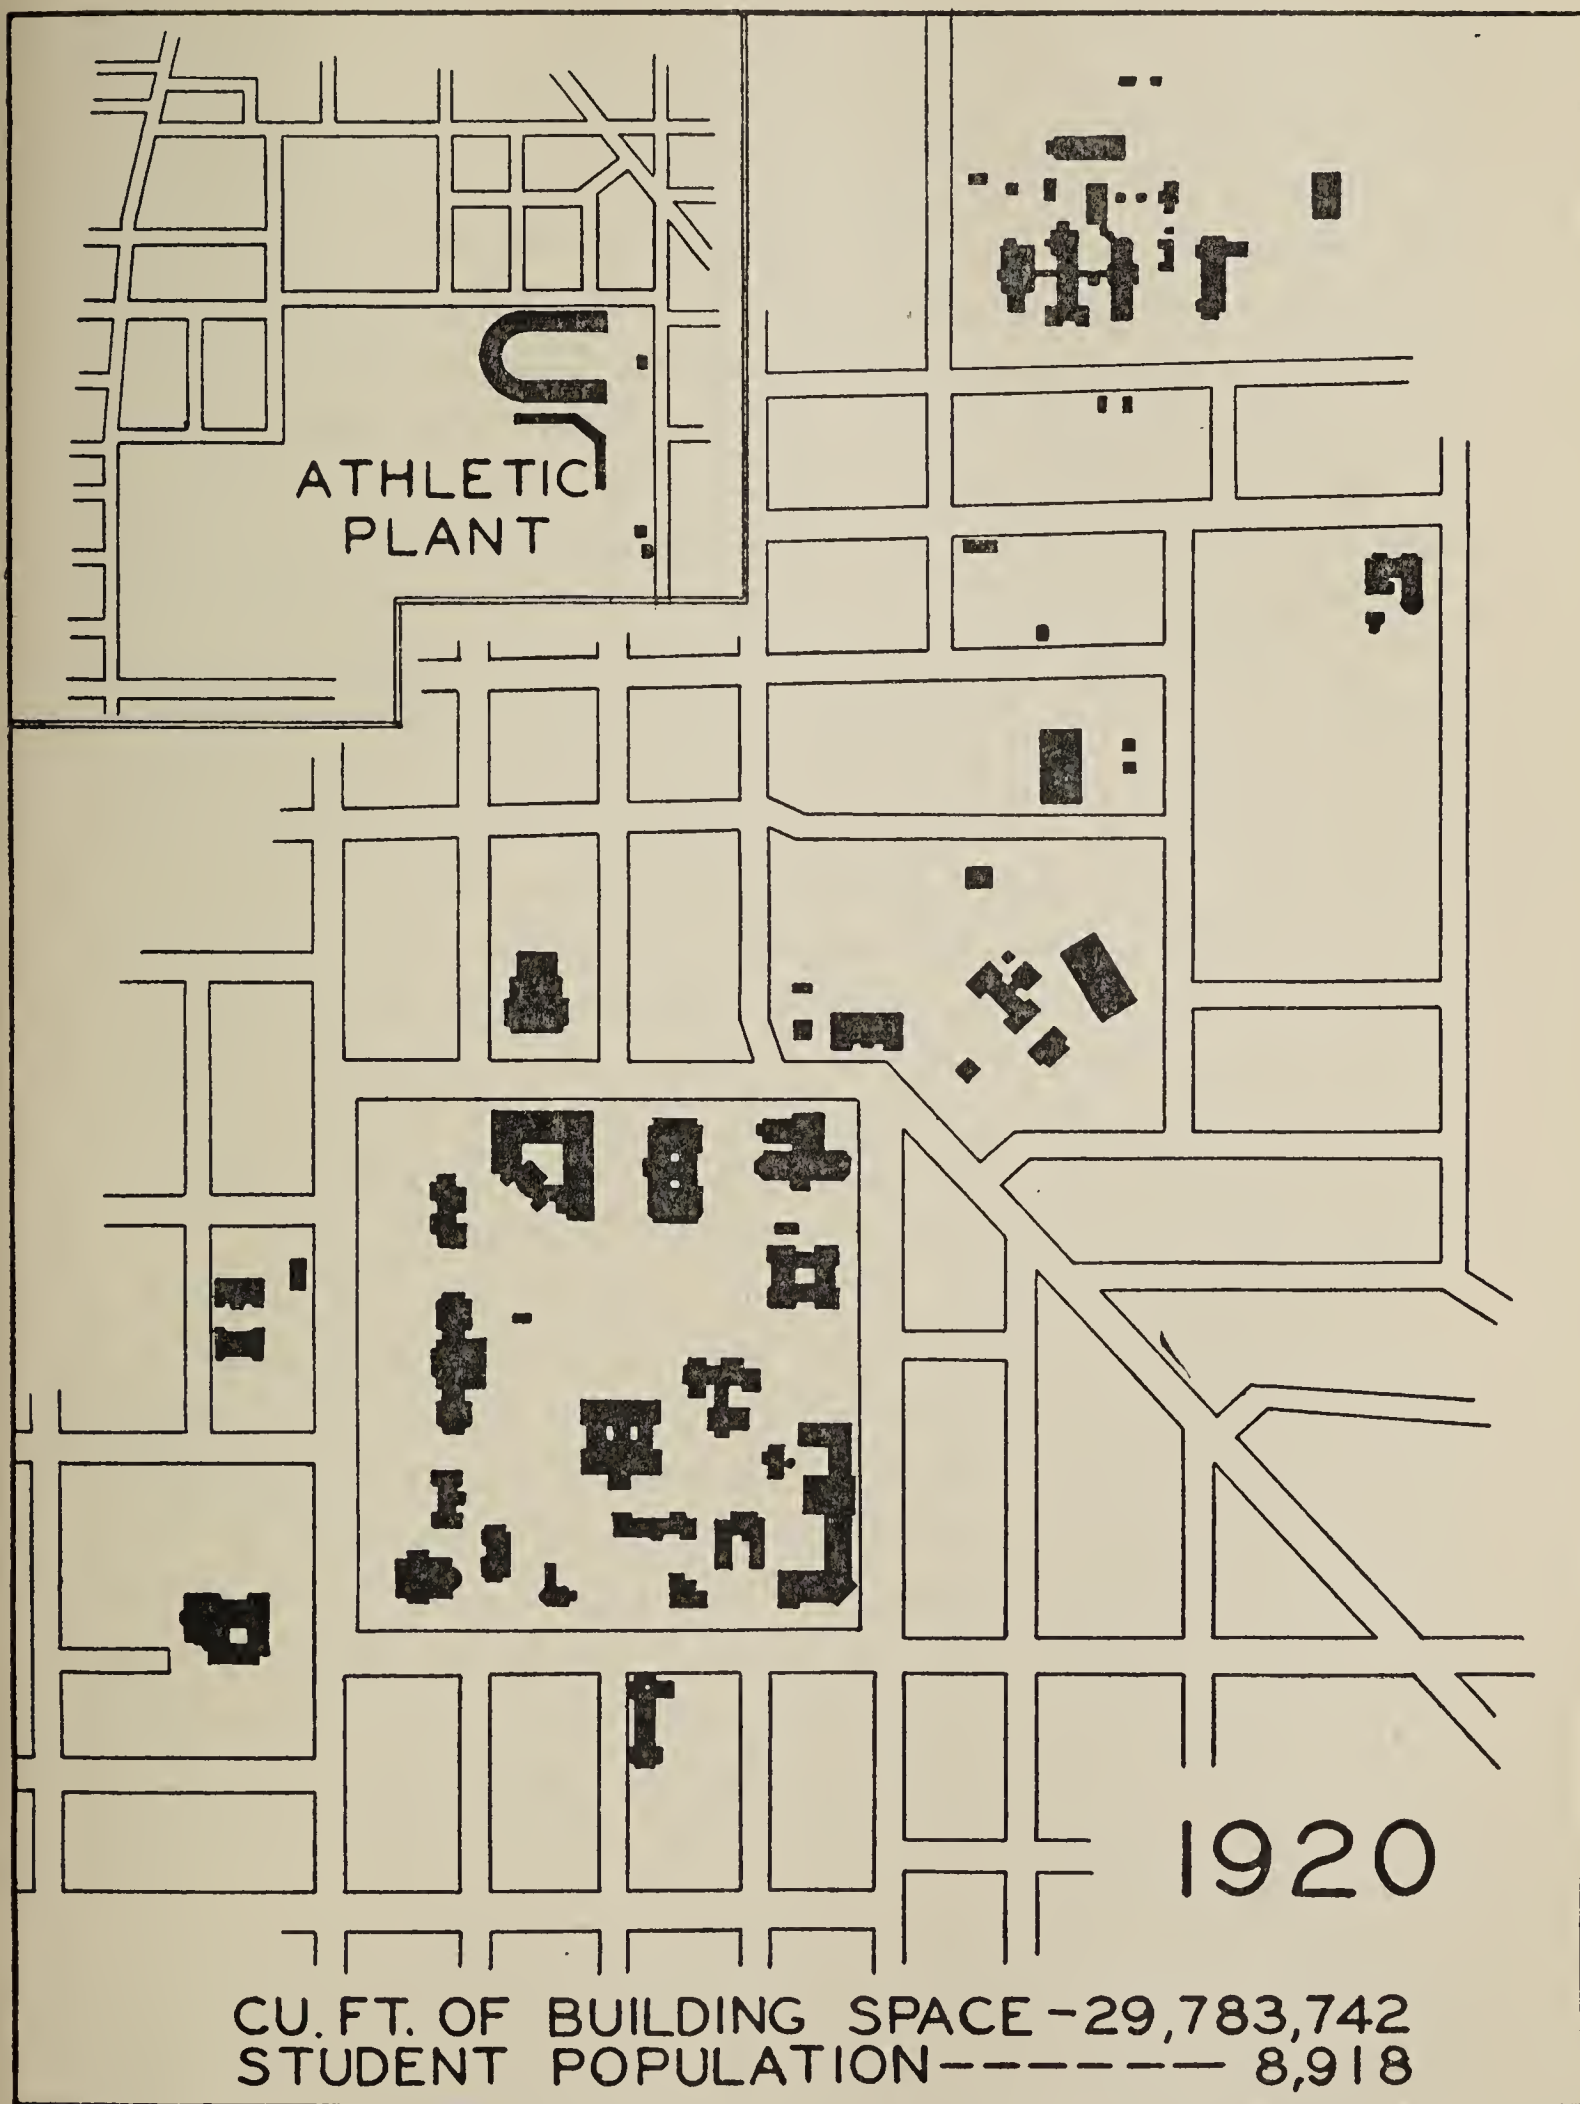 ATHLETIC
PLANT
1920
CU. FT. OF BUILDING SPACE-29,783,742
STUDENT POPULATION------ 8,918